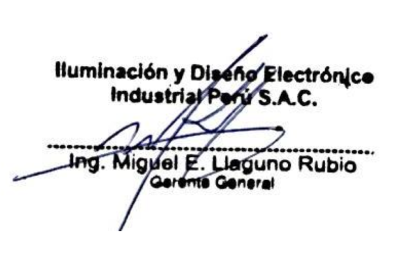 Iluminación y Diseño Electrónico
Industrial Perú S.A.C.
Ing. Miguel E. Llaguno Rubio
Gerente General